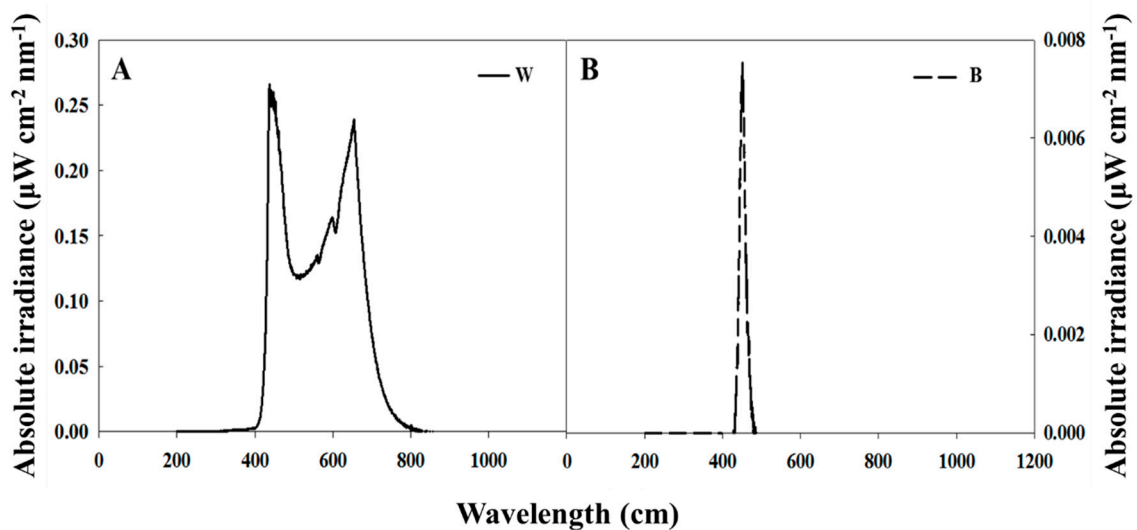 Absolute irradiance (µW cm⁻² nm⁻¹)
0.30
0.25
0.20
0.15
0.10
0.05
0.00
A
W
0 200 400 600 800 1000
B
B
0 200 400 600 800 1000 1200
0.008
0.006
0.004
0.002
0.000
Absolute irradiance (µW cm⁻² nm⁻¹)
Wavelength (cm)